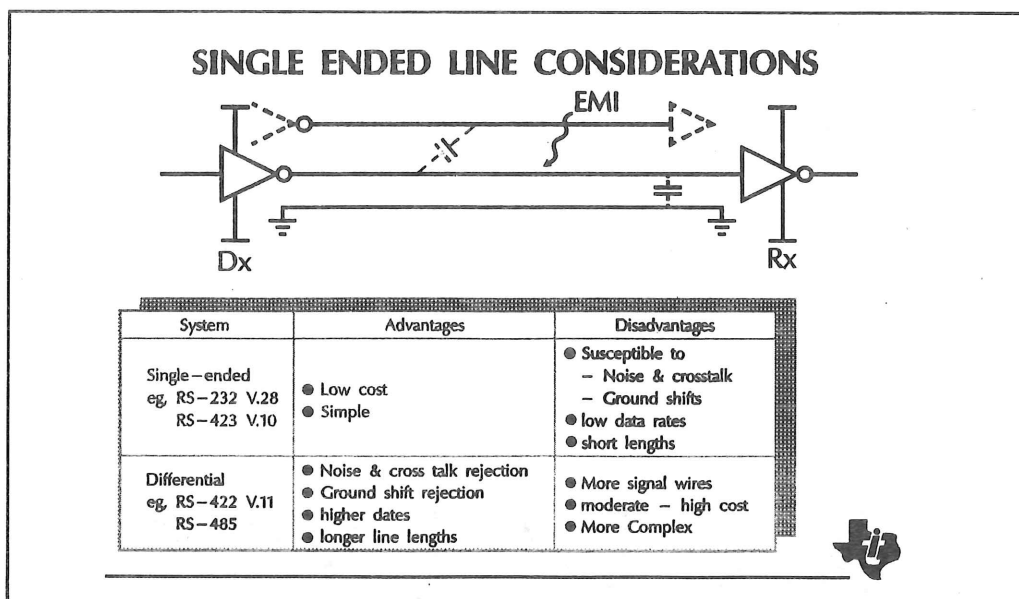 SINGLE ENDED LINE CONSIDERATIONS
EMI
Dx
Rx
System
Advantages
Disadvantages
Single-ended
eg, RS-232 V.28
RS-423 V.10
● Low cost
● Simple
● Susceptible to
– Noise & crosstalk
– Ground shifts
● low data rates
● short lengths
Differential
eg, RS-422 V.11
RS-485
● Noise & cross talk rejection
● Ground shift rejection
● higher dates
● longer line lengths
● More signal wires
● moderate – high cost
● More Complex